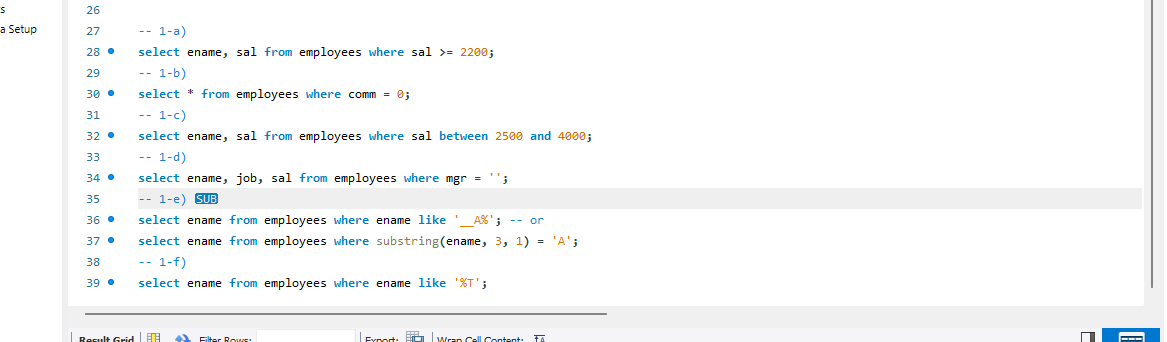 s
a Setup
26
27 -- 1-a)
28 select ename, sal from employees where sal >= 2200;
29 -- 1-b)
30 select * from employees where comm = 0;
31 -- 1-c)
32 select ename, sal from employees where sal between 2500 and 4000;
33 -- 1-d)
34 select ename, job, sal from employees where mgr = '';
35 -- 1-e) SUB
36 select ename from employees where ename like '__A%'; -- or
37 select ename from employees where substring(ename, 3, 1) = 'A';
38 -- 1-f)
39 select ename from employees where ename like '%T';
Result Grid Filter Rows: Export: Wrap Cell Content: